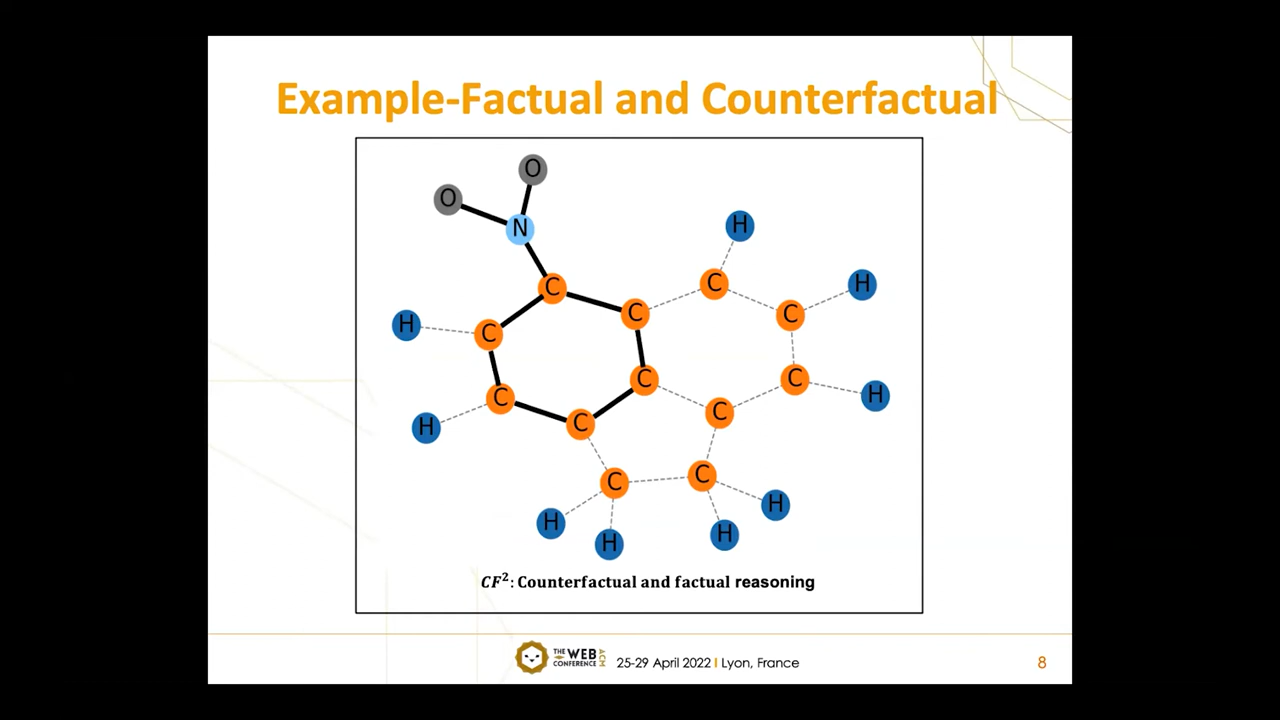 Example-Factual and Counterfactual
O
O
N
H
C
C
H
C
C
H
C
C
C
C
H
C
C
H
C
H
C
C
H
H
H
H
CF²: Counterfactual and factual reasoning
THE WEB CONFERENCE ACM
25-29 April 2022 I Lyon, France
8